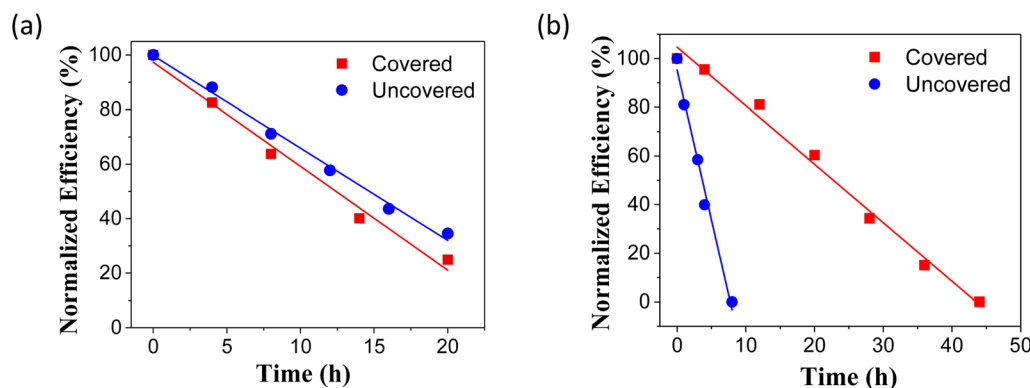 (a)
Normalized Efficiency (%)
100
80
60
40
20
0
Covered
Uncovered
0 5 10 15 20
Time (h)
(b)
Normalized Efficiency (%)
100
80
60
40
20
0
Covered
Uncovered
0 10 20 30 40 50
Time (h)